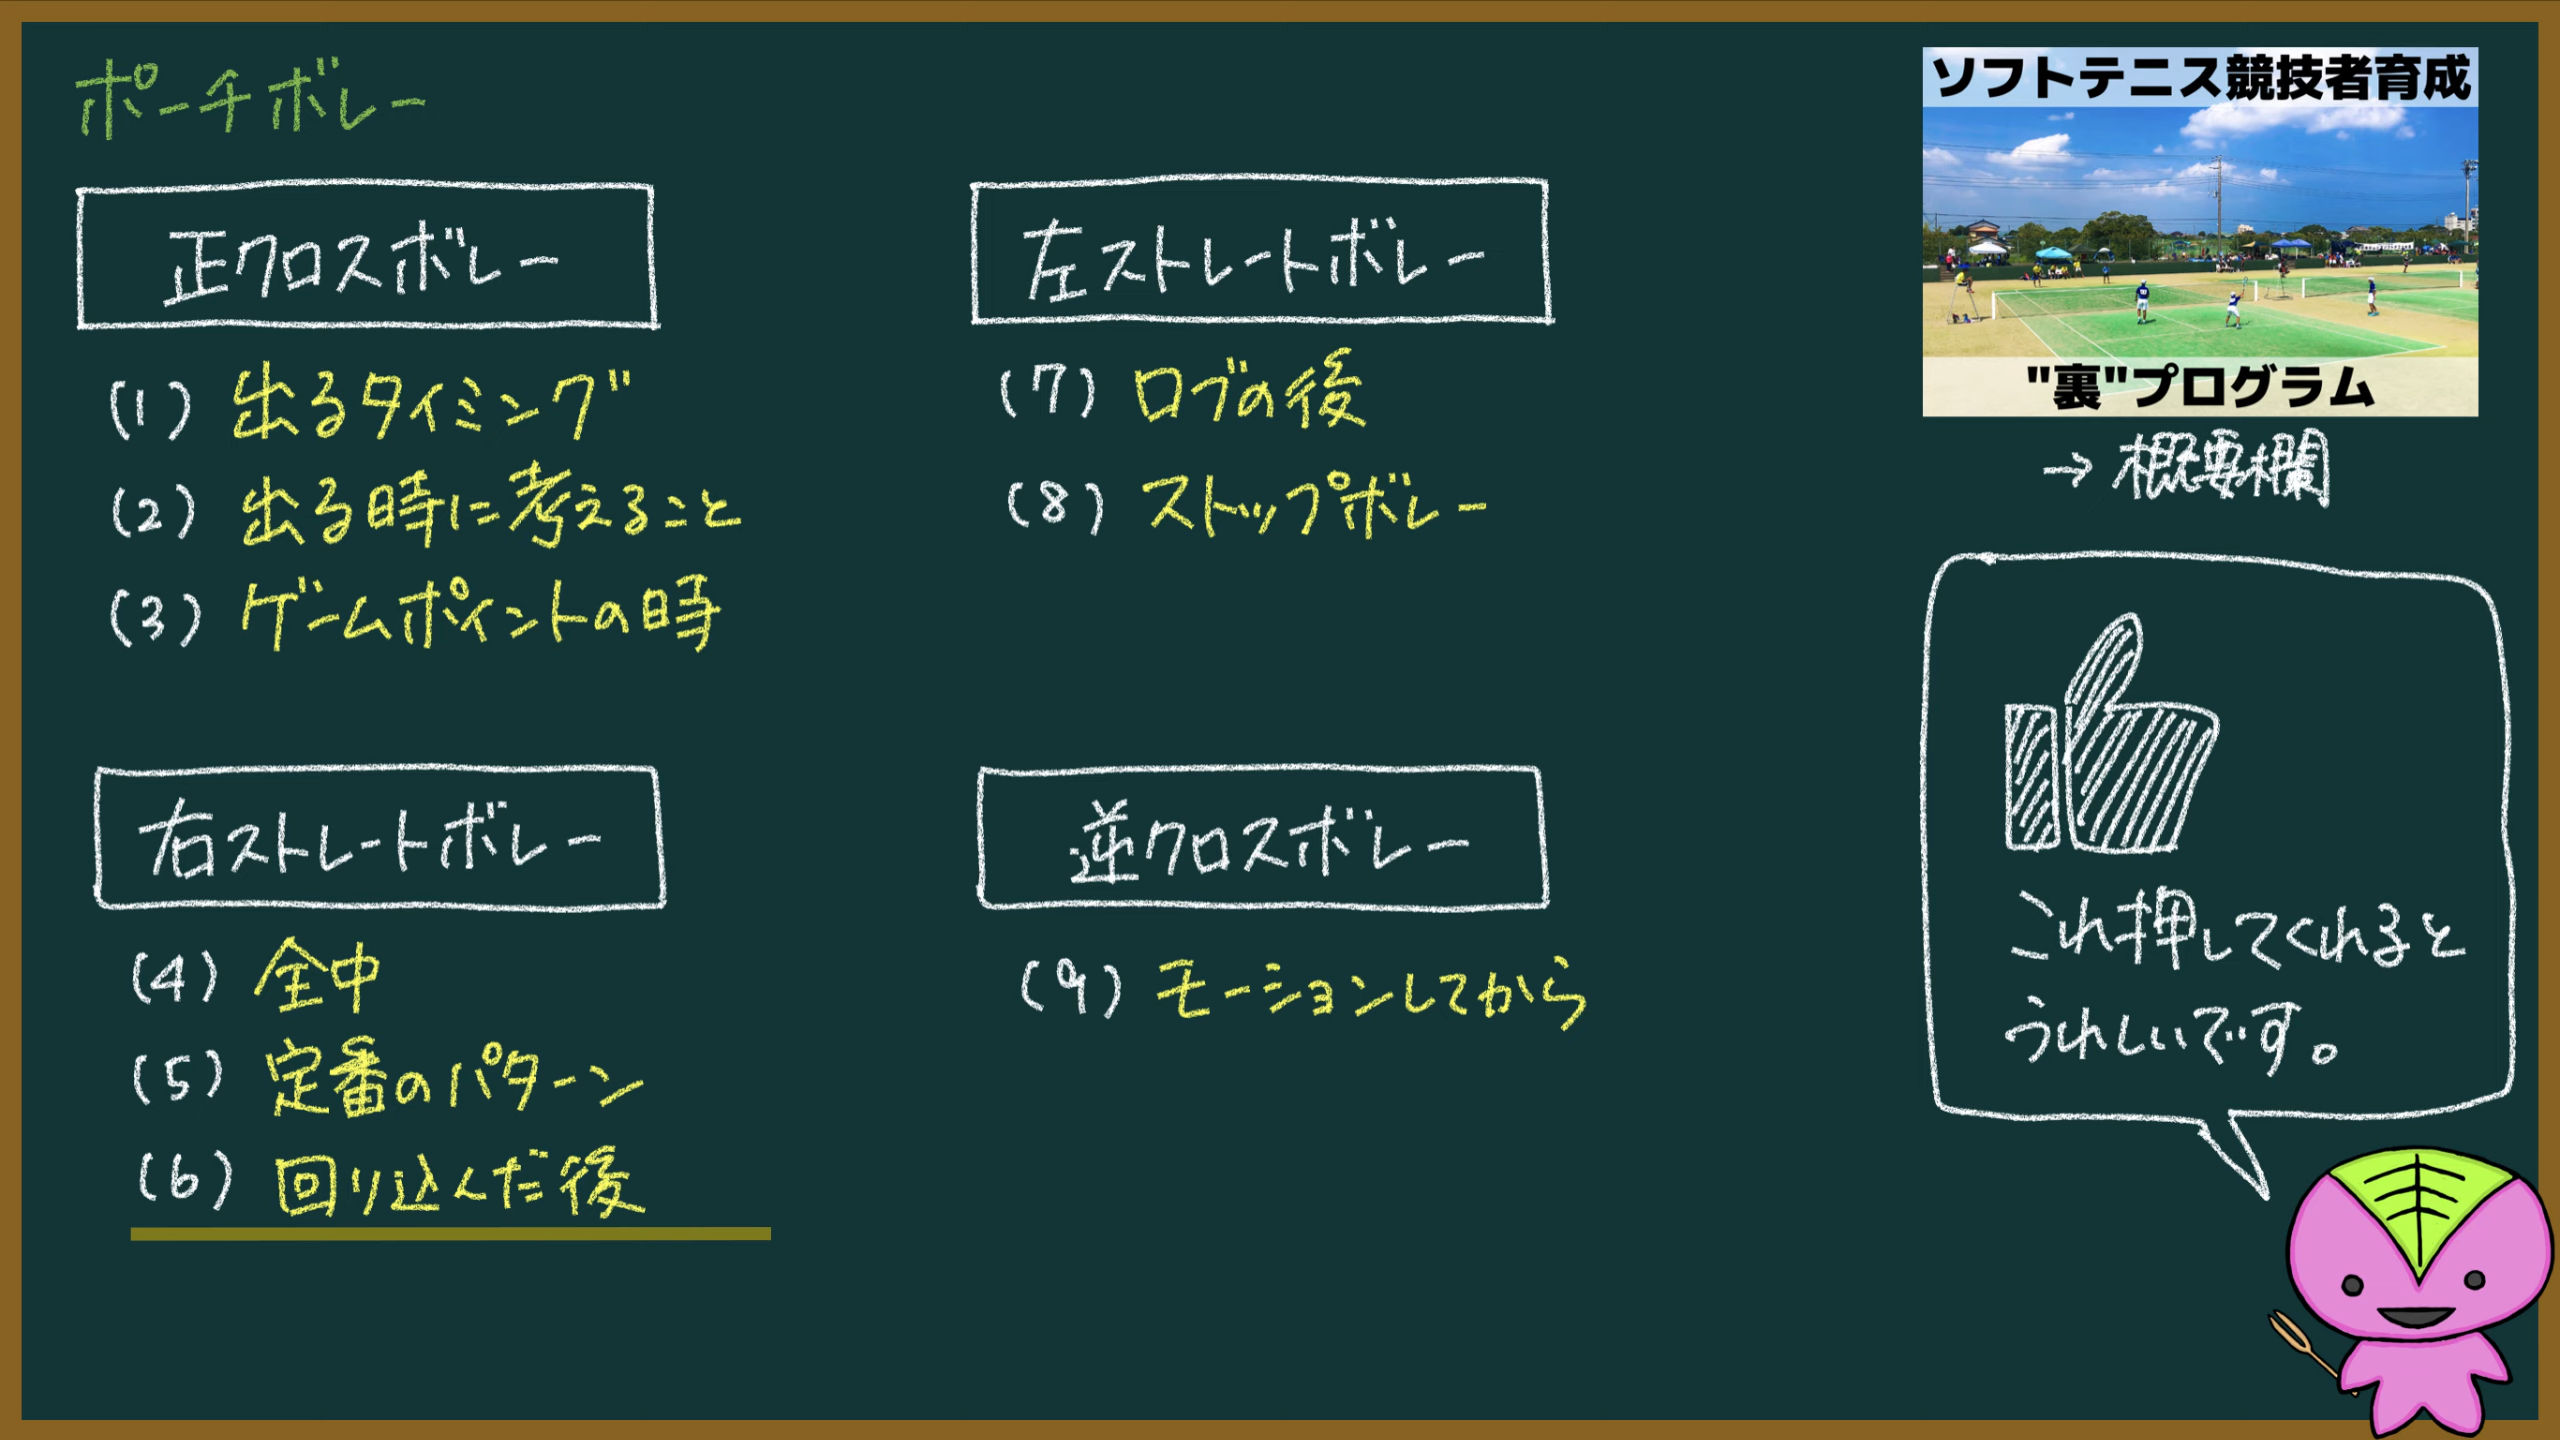 ポーチボレー
正クロスボレー
(1) 出るタイミング
(2) 出る時に考えること
(3) ゲームポイントの時
右ストレートボレー
(4) 全中
(5) 定番のパターン
(6) 回り込んだ後
左ストレートボレー
(7) ロブの後
(8) ストップボレー
逆クロスボレー
(9) モーションしてから
ソフトテニス競技者育成
"裏"プログラム
→ 概要欄
これ押してくれると
うれしいです。